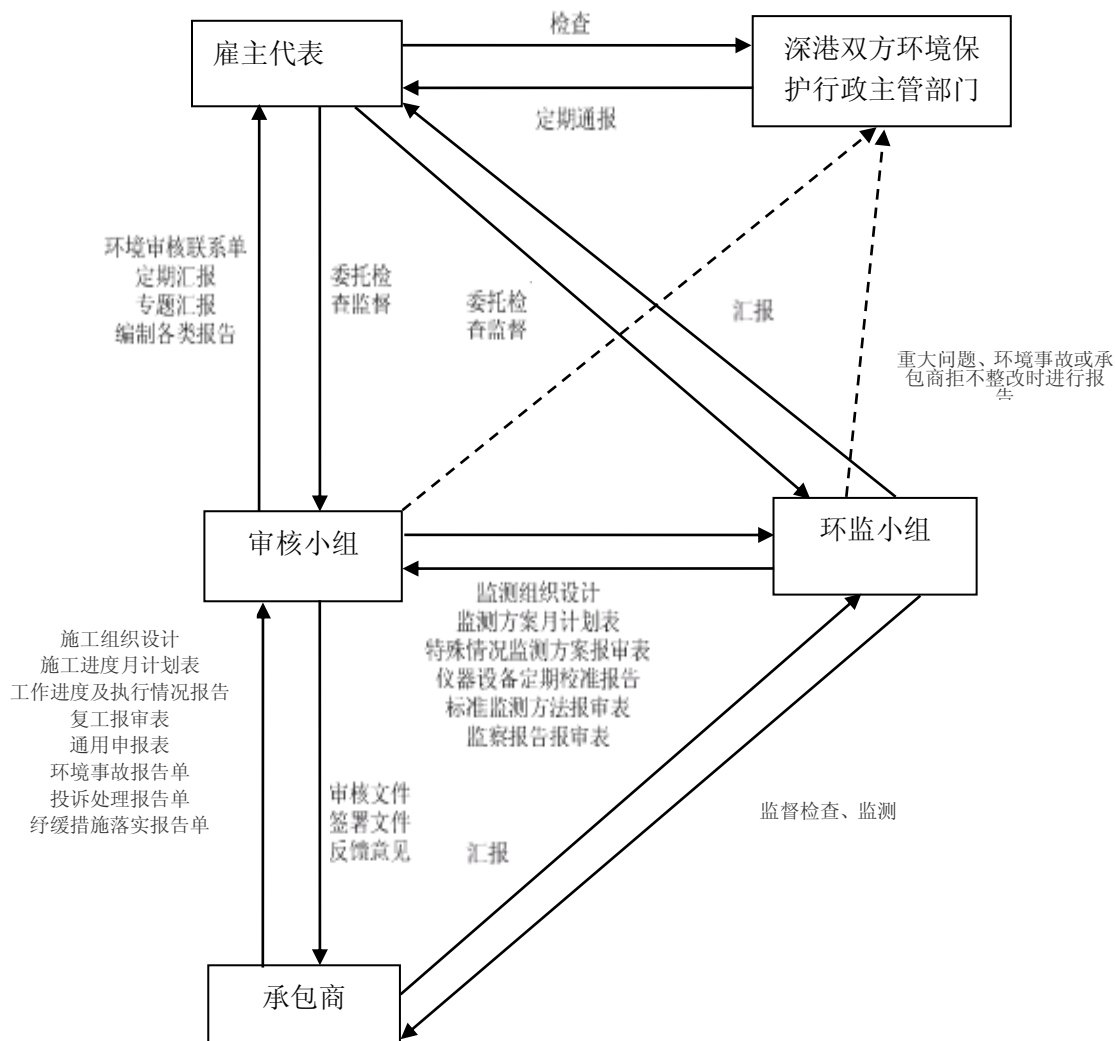 检查
雇主代表
深港双方环境保
护行政主管部门
定期通报
环境审核联系单
定期汇报
专题汇报
编制各类报告
委托检
查监督
委托检
查监督
汇报
重大问题、环境事故或承
包商拒不整改时进行报
告
审核小组
环监小组
监测组织设计
监测方案月计划表
特殊情况监测方案报审表
仪器设备定期校准报告
标准监测方法报审表
监察报告报审表
施工组织设计
施工进度月计划表
工作进度及执行情况报告
复工报审表
通用申报表
环境事故报告单
投诉处理报告单
纾缓措施落实报告单
审核文件
签署文件
反馈意见
汇报
监督检查、监测
承包商